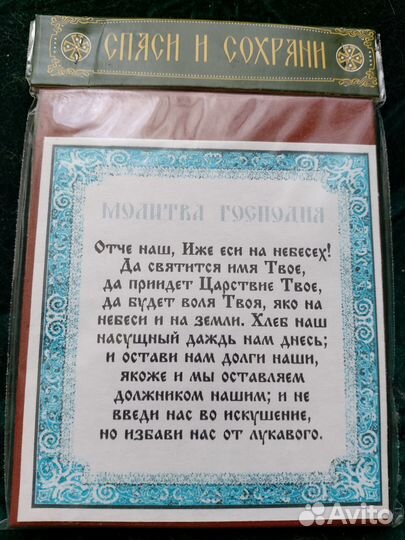 СПАСИ И СОХРАНИ
МОЛИТВА ГОСПОДНЯ
Отче наш, Иже еси на небесех!
Да святится имя Твое,
да приидет Царствие Твое,
да будет воля Твоя, яко на
небеси и на земли. Хлеб наш
насущный даждь нам днесь;
и остави нам долги наши,
якоже и мы оставляем
должником нашим; и не
введи нас во искушение,
но избави нас от лукавого.
Avito